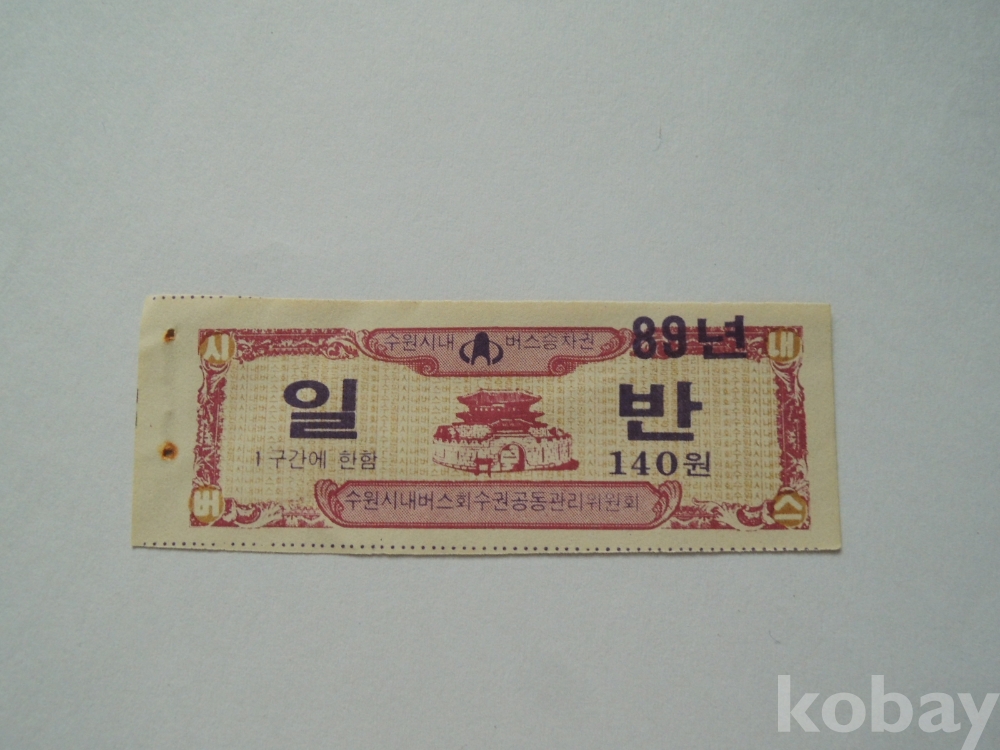 수원시내 버스승차권
89년
시 내
일 반
1구간에 한함
140원
버 스
수원시내버스회수권공동관리위원회
kobay